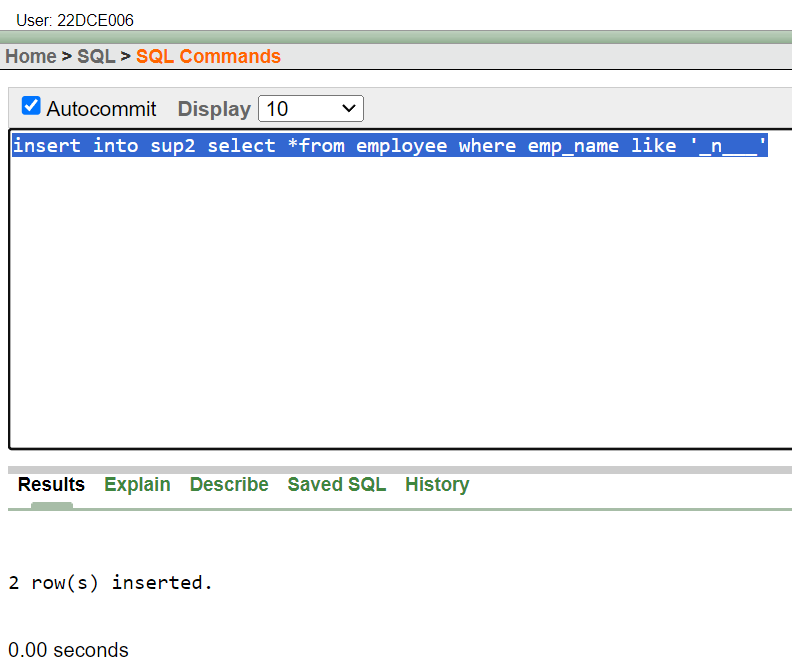 User: 22DCE006
Home > SQL > SQL Commands
Autocommit Display 10
insert into sup2 select *from employee where emp_name like '_n___'
Results Explain Describe Saved SQL History
2 row(s) inserted.
0.00 seconds